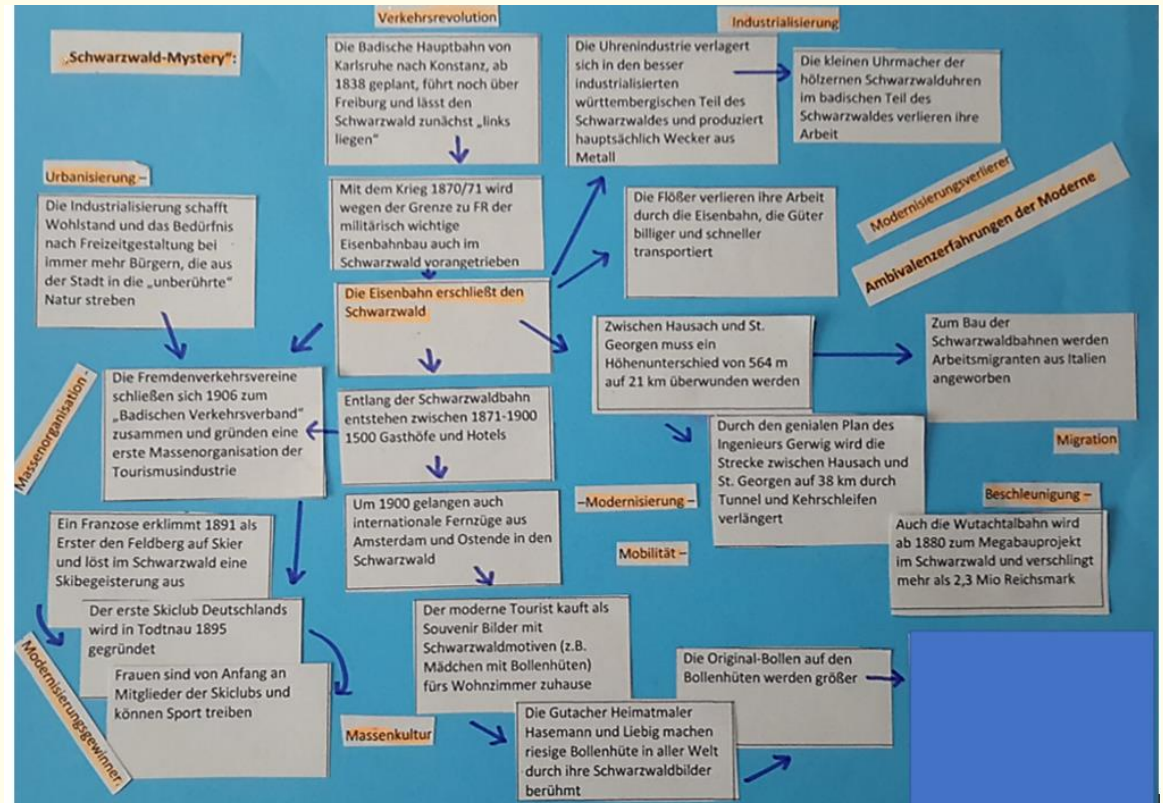 „Schwarzwald-Mystery":
Verkehrsrevolution
Die Badische Hauptbahn von
Karlsruhe nach Konstanz, ab
1838 geplant, führt noch über
Freiburg und lässt den
Schwarzwald zunächst „links
liegen"
Industrialisierung
Die Uhrenindustrie verlagert
sich in den besser
industrialisierten
württembergischen Teil des
Schwarzwaldes und produziert
hauptsächlich Wecker aus
Metall
Die kleinen Uhrmacher der
hölzernen Schwarzwalduhren
im badischen Teil des
Schwarzwaldes verlieren ihre
Arbeit
Urbanisierung –
Die Industrialisierung schafft
Wohlstand und das Bedürfnis
nach Freizeitgestaltung bei
immer mehr Bürgern, die aus
der Stadt in die „unberührte"
Natur streben
Mit dem Krieg 1870/71 wird
wegen der Grenze zu FR der
militärisch wichtige
Eisenbahnbau auch im
Schwarzwald vorangetrieben
Die Flößer verlieren ihre Arbeit
durch die Eisenbahn, die Güter
billiger und schneller
transportiert
Modernisierungsverlierer
Ambivalenzerfahrungen der Moderne
Die Eisenbahn erschließt den
Schwarzwald
Zwischen Hausach und St.
Georgen muss ein
Höhenunterschied von 564 m
auf 21 km überwunden werden
Zum Bau der
Schwarzwaldbahnen werden
Arbeitsmigranten aus Italien
angeworben
Massenorganisation -
Die Fremdenverkehrsvereine
schließen sich 1906 zum
„Badischen Verkehrsverband"
zusammen und gründen eine
erste Massenorganisation der
Tourismusindustrie
Entlang der Schwarzwaldbahn
entstehen zwischen 1871-1900
1500 Gasthöfe und Hotels
Durch den genialen Plan des
Ingenieurs Gerwig wird die
Strecke zwischen Hausach und
St. Georgen auf 38 km durch
Tunnel und Kehrschleifen
verlängert
Migration
–Modernisierung –
Beschleunigung –
Mobilität –
Um 1900 gelangen auch
internationale Fernzüge aus
Amsterdam und Ostende in den
Schwarzwald
Auch die Wutachtalbahn wird
ab 1880 zum Megabauprojekt
im Schwarzwald und verschlingt
mehr als 2,3 Mio Reichsmark
Ein Franzose erklimmt 1891 als
Erster den Feldberg auf Skier
und löst im Schwarzwald eine
Skibegeisterung aus
Der erste Skiclub Deutschlands
wird in Todtnau 1895
gegründet
Frauen sind von Anfang an
Mitglieder der Skiclubs und
können Sport treiben
Modernisierungsgewinner
Massenkultur
Der moderne Tourist kauft als
Souvenir Bilder mit
Schwarzwaldmotiven (z.B.
Mädchen mit Bollenhüten)
fürs Wohnzimmer zuhause
Die Gutacher Heimatmaler
Hasemann und Liebig machen
riesige Bollenhüte in aller Welt
durch ihre Schwarzwaldbilder
berühmt
Die Original-Bollen auf den
Bollenhüten werden größer